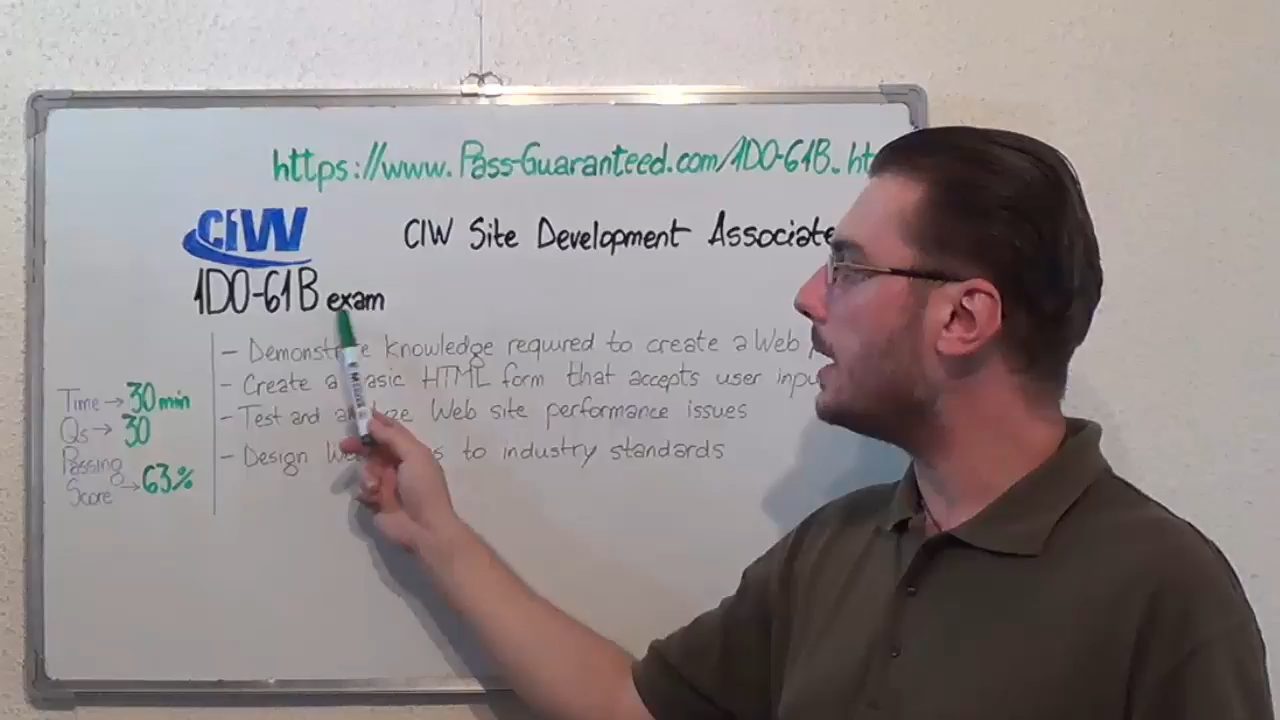 https://www.Pass-Guaranteed.com/1D0-61B.ht
CIW
CIW Site Development Associate
1D0-61B exam
- Demonstrate knowledge required to create a Web
- Create a basic HTML form that accepts user inpu
- Test and analyze Web site performance issues
- Design to industry standards
Time → 30 min
Qs → 30
Passing
Score → 63%